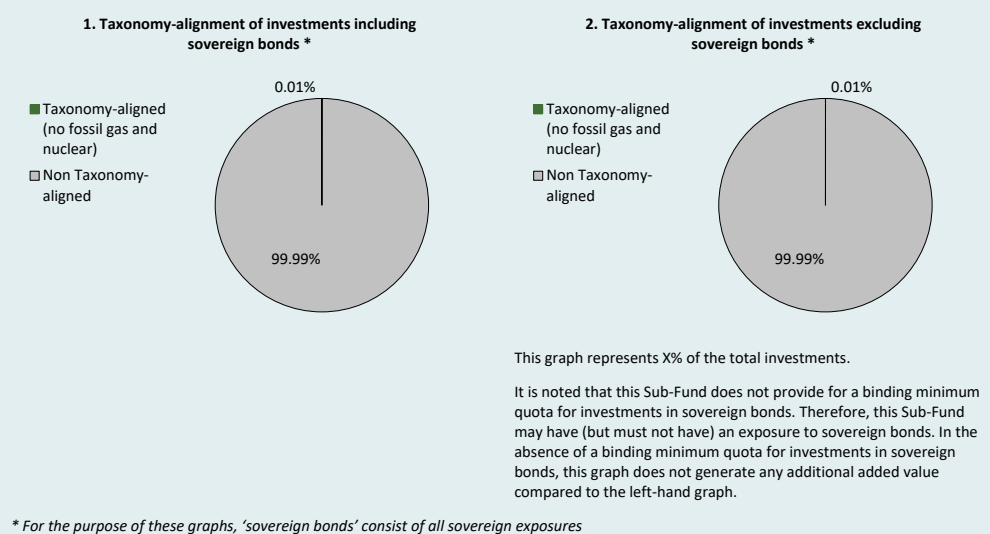 1. Taxonomy-alignment of investments including
sovereign bonds *
0.01%
Taxonomy-aligned
(no fossil gas and
nuclear)
Non Taxonomy-
aligned
99.99%
2. Taxonomy-alignment of investments excluding
sovereign bonds *
0.01%
Taxonomy-aligned
(no fossil gas and
nuclear)
Non Taxonomy-
aligned
99.99%
This graph represents X% of the total investments.
It is noted that this Sub-Fund does not provide for a binding minimum
quota for investments in sovereign bonds. Therefore, this Sub-Fund
may have (but must not have) an exposure to sovereign bonds. In the
absence of a binding minimum quota for investments in sovereign
bonds, this graph does not generate any additional added value
compared to the left-hand graph.
* For the purpose of these graphs, ‘sovereign bonds’ consist of all sovereign exposures